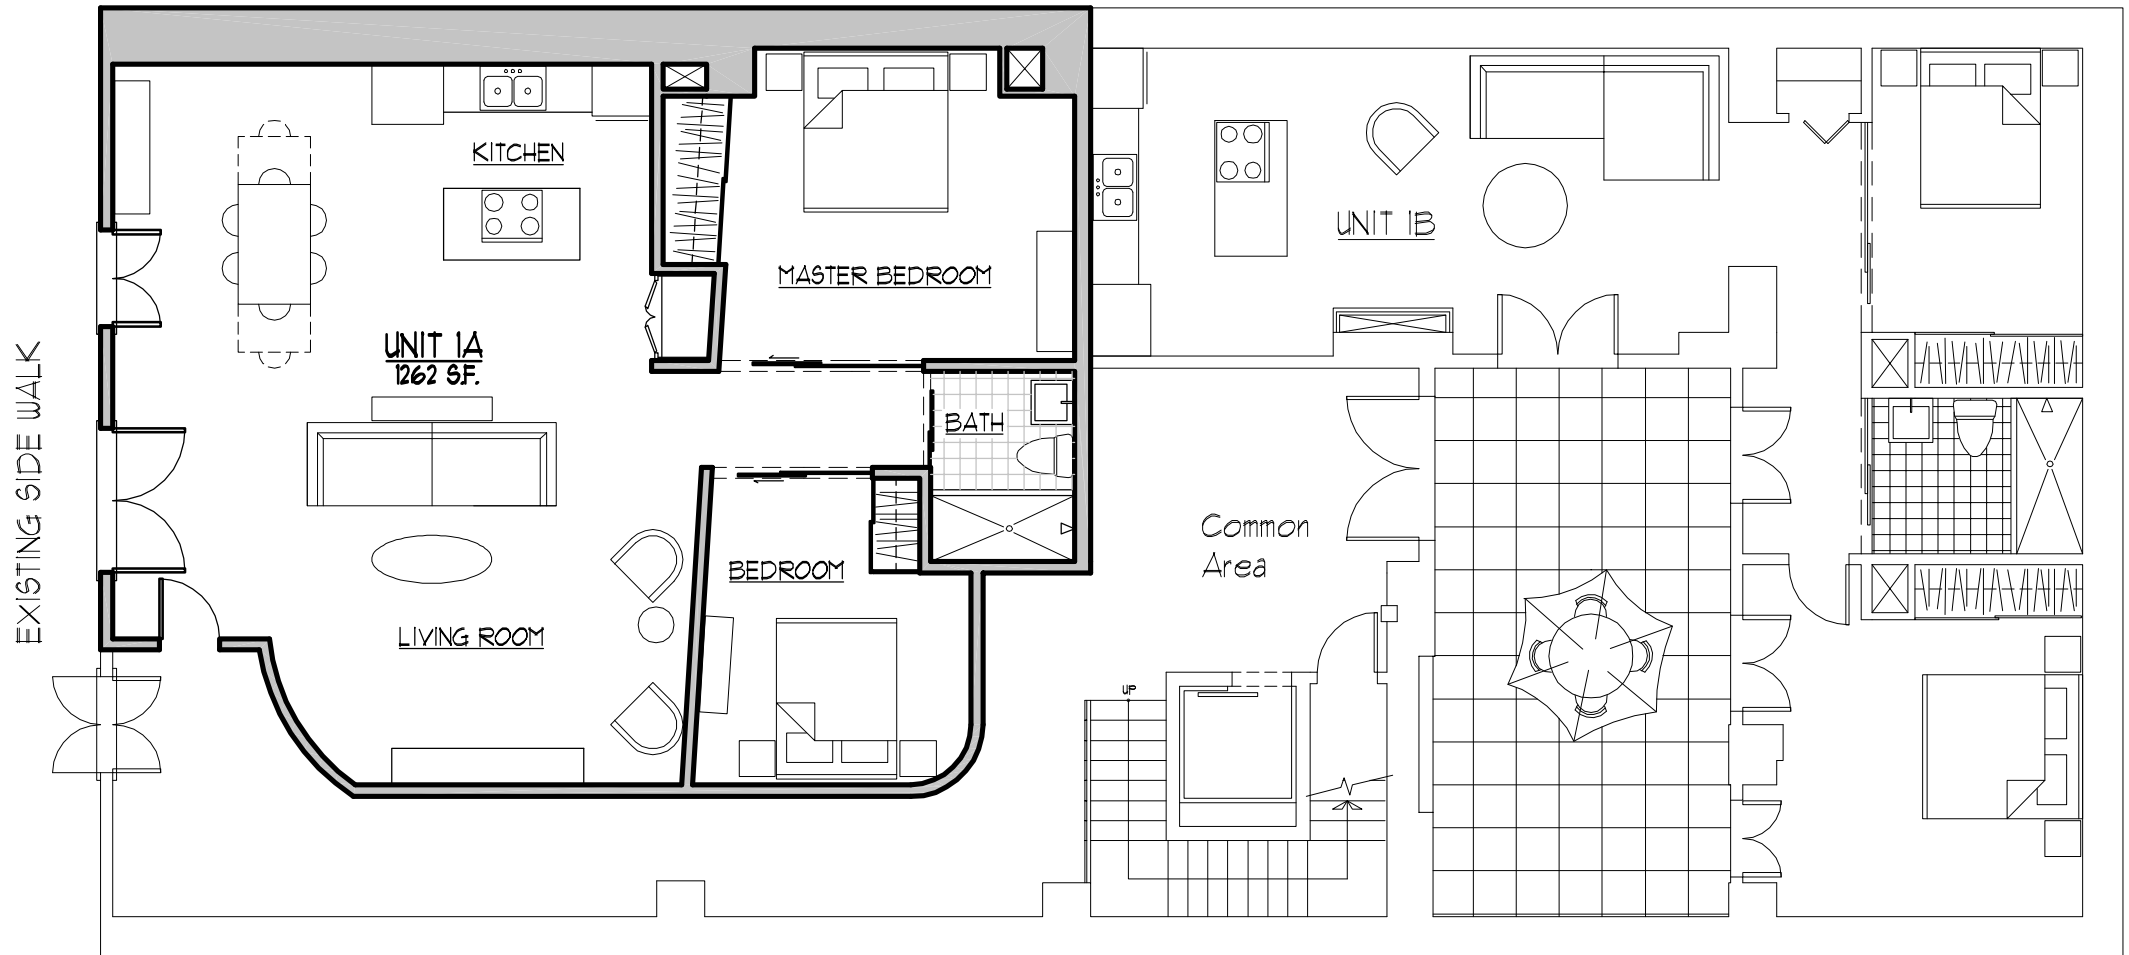 KITCHEN
MASTER BEDROOM
UNIT 1B
UNIT 1A
1262 S.F.
EXISTING SIDE WALK
BATH
Common
Area
BEDROOM
LIVING ROOM
UP